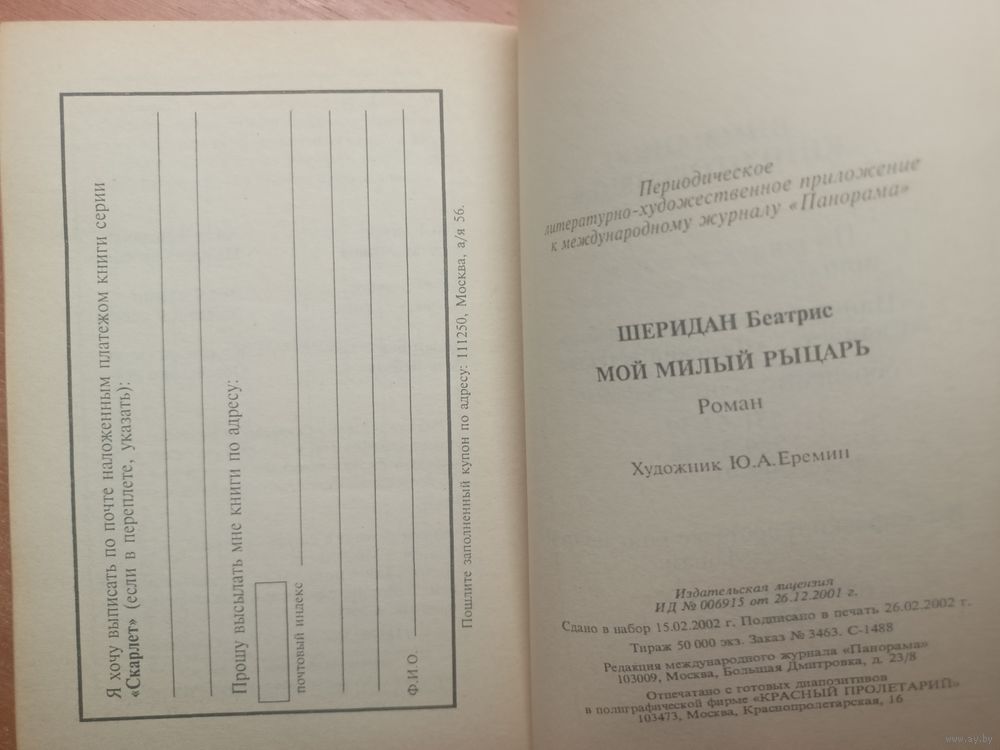 Я хочу выписать по почте наложенным платежом книги серии
«Скарлет» (если в переплете, указать):
Прошу высылать мне книги по адресу:
почтовый индекс
Ф.И.О.
Пошлите заполненный купон по адресу: 111250, Москва, а/я 56.
Периодическое
литературно-художественное приложение
к международному журналу «Панорама»
ШЕРИДАН Беатрис
МОЙ МИЛЫЙ РЫЦАРЬ
Роман
Художник Ю.А.Еремин
Издательская лицензия
ИД № 006915 от 26.12.2001 г.
Сдано в набор 15.02.2002 г. Подписано в печать 26.02.2002 г.
Тираж 50 000 экз. Заказ № 3463. С-1488
Редакция международного журнала «Панорама»
103009, Москва, Большая Дмитровка, д. 23/8
Отпечатано с готовых диапозитивов
в полиграфической фирме «КРАСНЫЙ ПРОЛЕТАРИЙ»
103473, Москва, Краснопролетарская, 16
www.ay.by